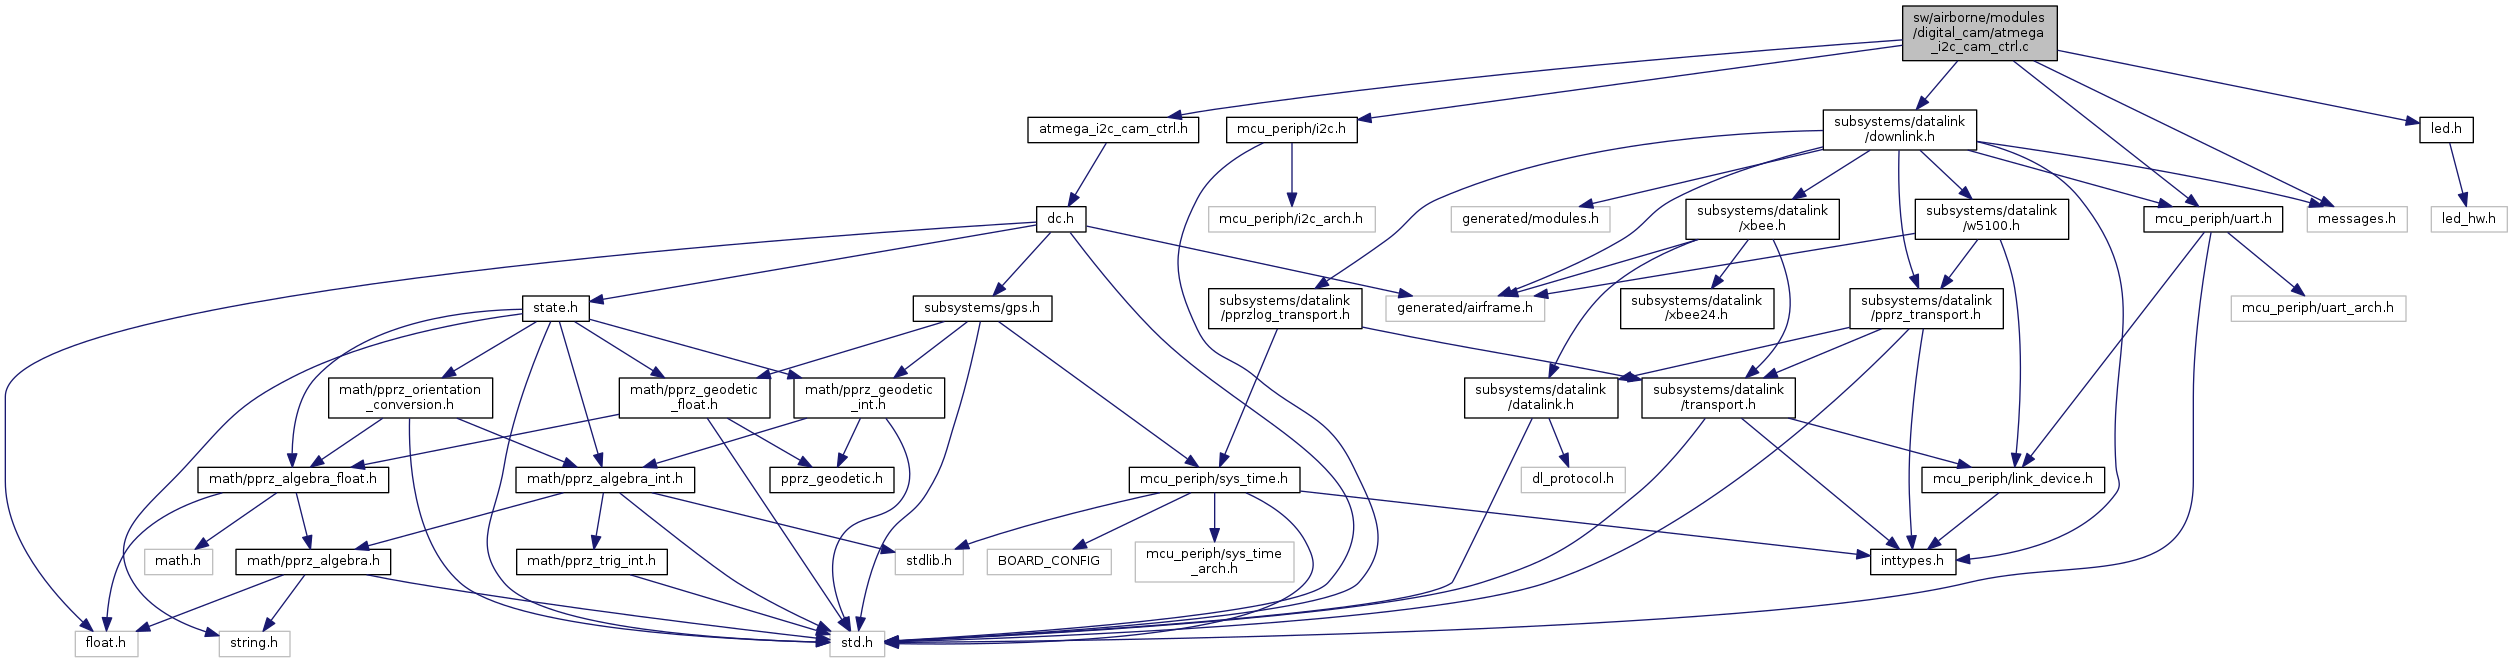 sw/airborne/modules
/digital_cam/atmega
_i2c_cam_ctrl.c
atmega_i2c_cam_ctrl.h
mcu_periph/i2c.h
subsystems/datalink
/downlink.h
led.h
dc.h
mcu_periph/i2c_arch.h
generated/modules.h
subsystems/datalink
/xbee.h
subsystems/datalink
/w5100.h
mcu_periph/uart.h
messages.h
led_hw.h
state.h
subsystems/gps.h
subsystems/datalink
/pprzlog_transport.h
generated/airframe.h
subsystems/datalink
/xbee24.h
subsystems/datalink
/pprz_transport.h
mcu_periph/uart_arch.h
math/pprz_orientation
_conversion.h
math/pprz_geodetic
_float.h
math/pprz_geodetic
_int.h
subsystems/datalink
/datalink.h
subsystems/datalink
/transport.h
math/pprz_algebra_float.h
math/pprz_algebra_int.h
pprz_geodetic.h
mcu_periph/sys_time.h
dl_protocol.h
mcu_periph/link_device.h
math.h
math/pprz_algebra.h
math/pprz_trig_int.h
stdlib.h
BOARD_CONFIG
mcu_periph/sys_time
_arch.h
inttypes.h
float.h
string.h
std.h